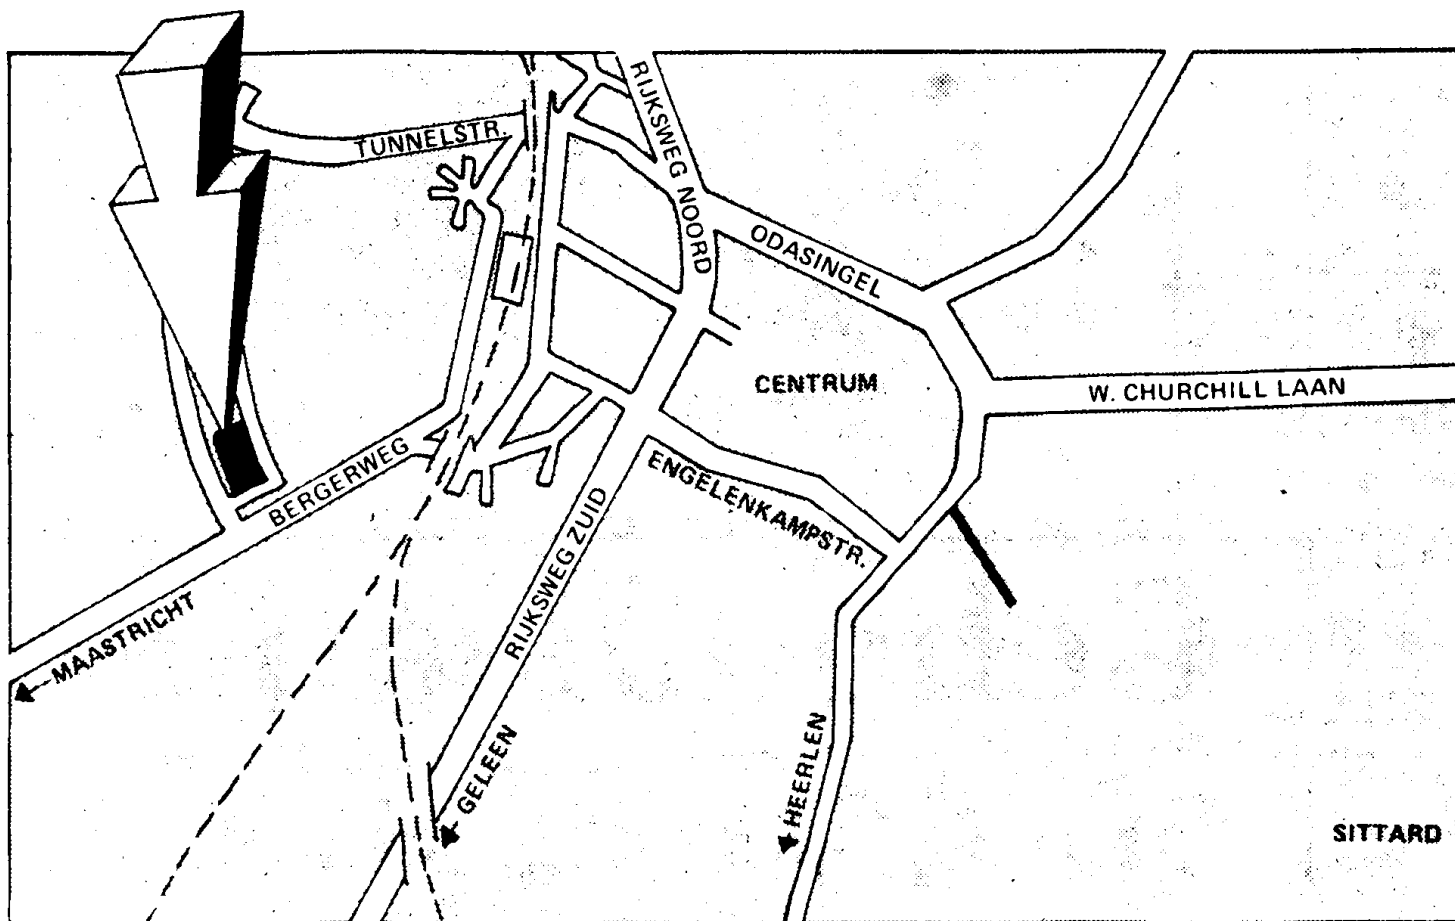 RIJKSWEG NOORD
TUNNELSTR.
ODASINGEL
CENTRUM
W. CHURCHILL LAAN
BERGERWEG
ENGELENKAMPSTR.
RIJKSWEG ZUID
MAASTRICHT
GELEEN
HEERLEN
SITTARD